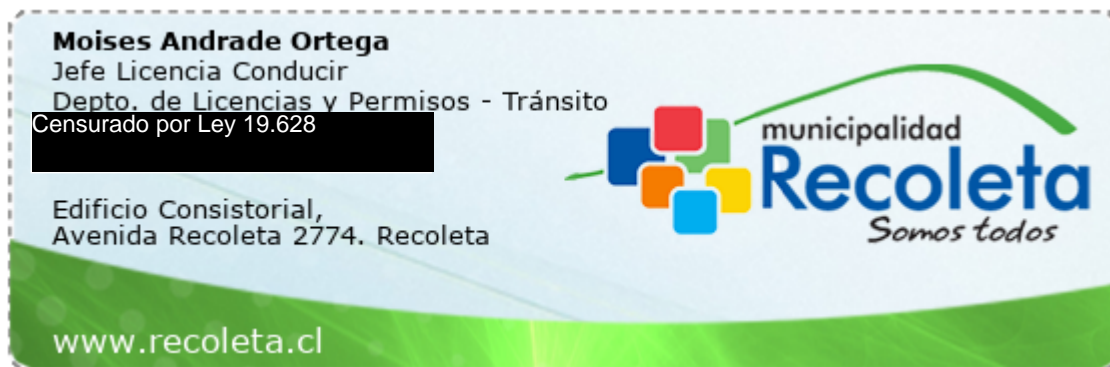 Moises Andrade Ortega
Jefe Licencia Conducir
Depto. de Licencias y Permisos - Tránsito
Censurado por Ley 19.628
Edificio Consistorial,
Avenida Recoleta 2774. Recoleta
www.recoleta.cl
municipalidad
Recoleta
Somos todos